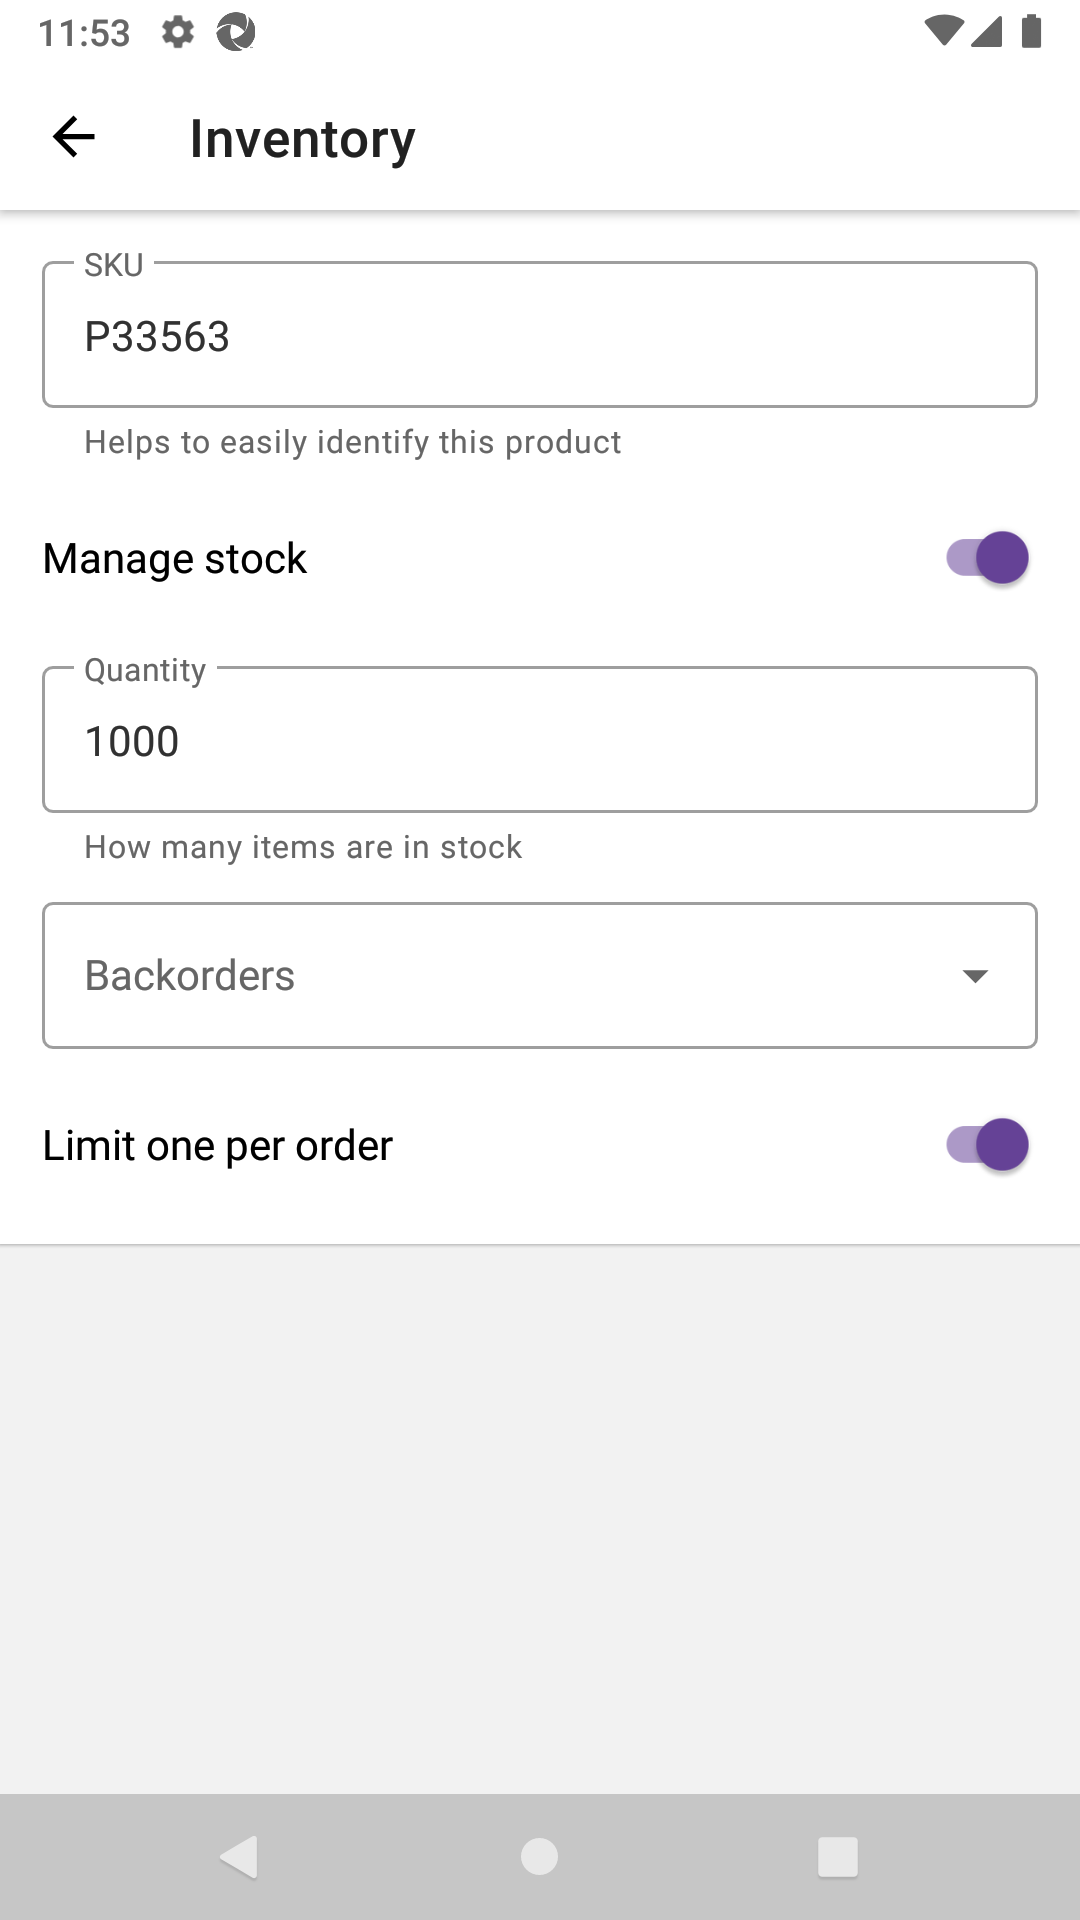 11:53
Inventory
SKU
P33563
Helps to easily identify this product
Manage stock
Quantity
1000
How many items are in stock
Backorders
Limit one per order